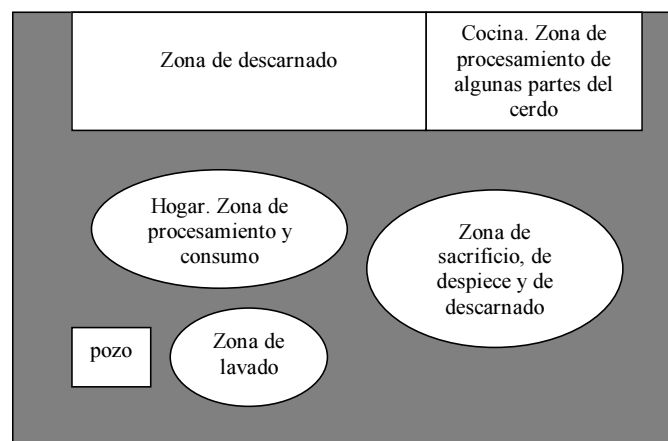 Zona de descarnado
Cocina. Zona de
procesamiento de
algunas partes del
cerdo
Hogar. Zona de
procesamiento y
consumo
Zona de
sacrificio, de
despiece y de
descarnado
pozo
Zona de
lavado